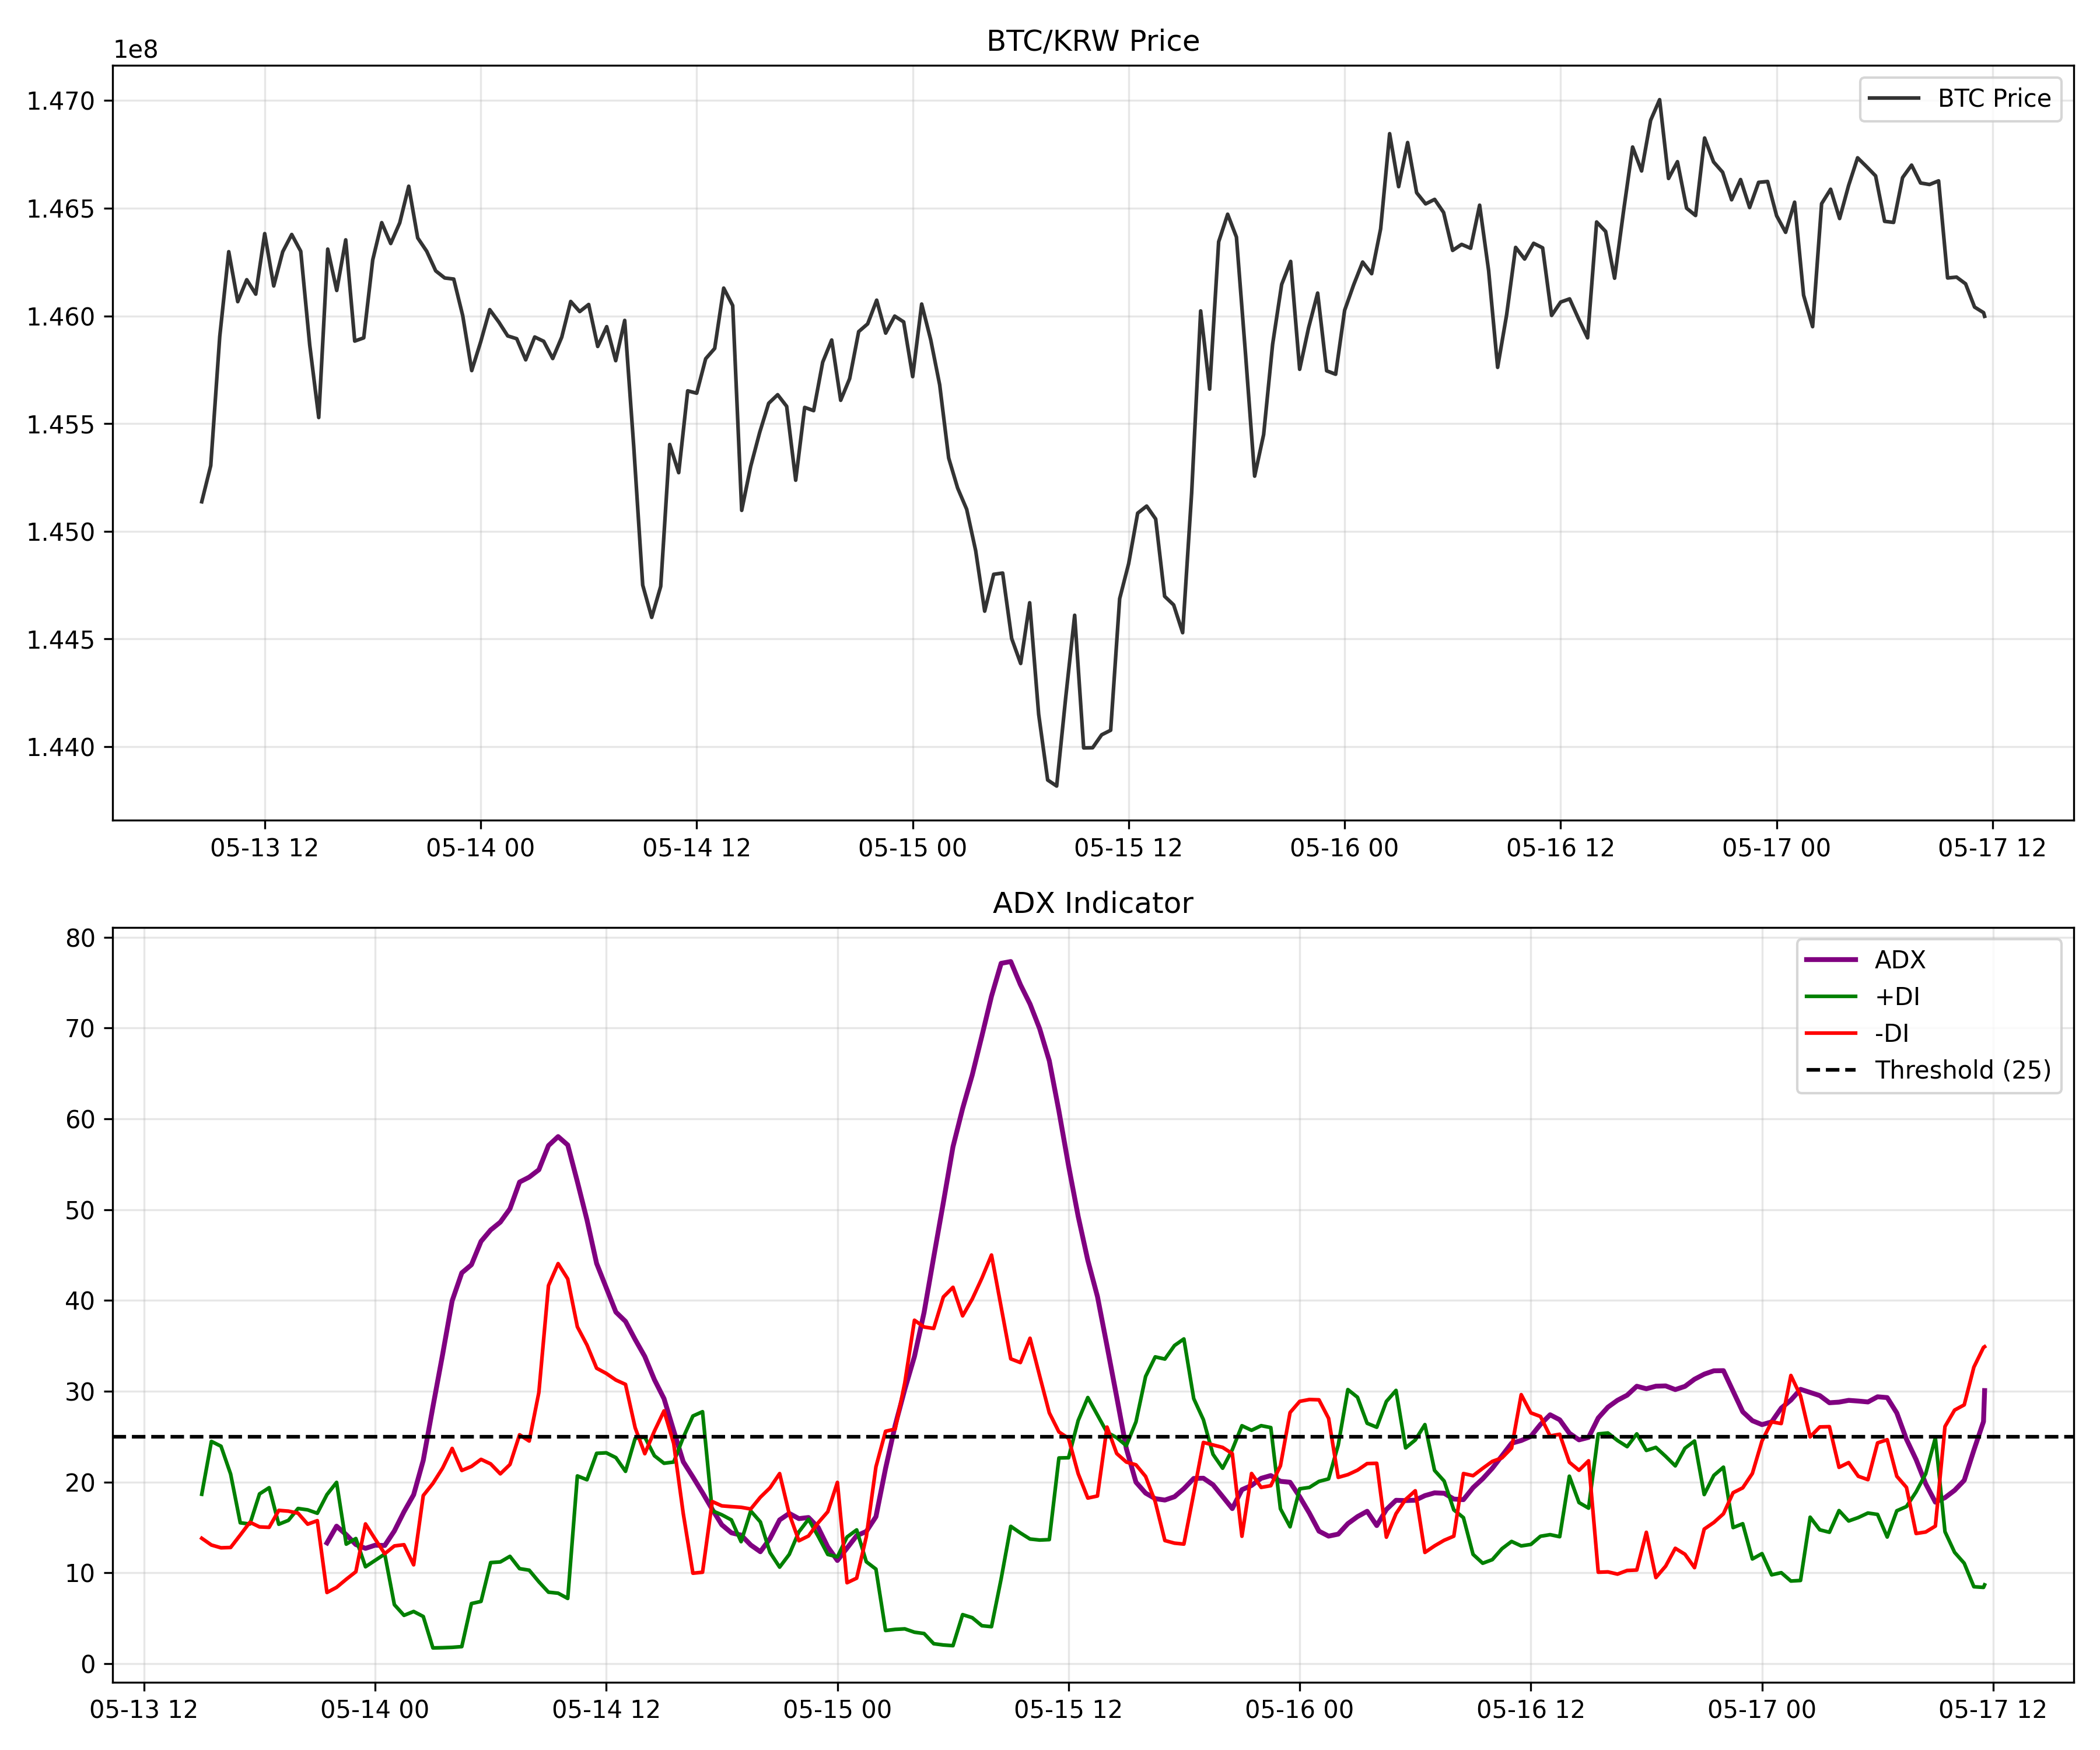 BTC/KRW Price
1e8
BTC Price
1.470
1.465
1.460
1.455
1.450
1.445
1.440
05-13 12 05-14 00 05-14 12 05-15 00 05-15 12 05-16 00 05-16 12 05-17 00 05-17 12
ADX Indicator
ADX
+DI
-DI
Threshold (25)
80
70
60
50
40
30
20
10
0
05-13 12 05-14 00 05-14 12 05-15 00 05-15 12 05-16 00 05-16 12 05-17 00 05-17 12